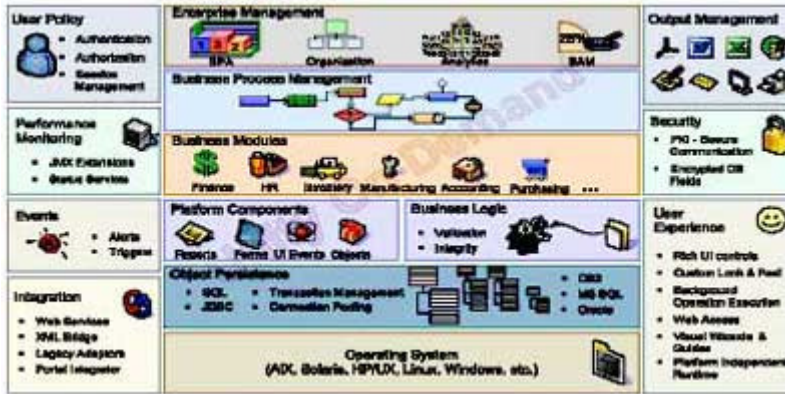 User Policy
Authentication
Authorization
Session
Management
Performance
Monitoring
JMX Extensions
Status Services
Events
Alerts
Triggers
Integration
Web Services
XML Bridge
Legacy Adaptors
Portal Integrator
Enterprise Management
Organization
Analytics
BAM
Business Process Management
Business Modules
Finance HR Inventory Manufacturing Accounting Purchasing ...
Platform Components
Reports Forms UI Events Objects
Business Logic
Validation
Integrity
Object Persistence
SQL
JDBC
Transaction Management
Connection Pooling
DB2
MS SQL
Oracle
Operating System
(AIX, Solaris, HP/UX, Linux, Windows, etc.)
Output Management
Security
PKI - Secure
Communication
Encrypted DB
Fields
User
Experience
Rich UI controls
Custom Look & Feel
Background
Operation Execution
Web Access
Visual Wizards &
Guides
Platform Independent
Runtime
On Demand